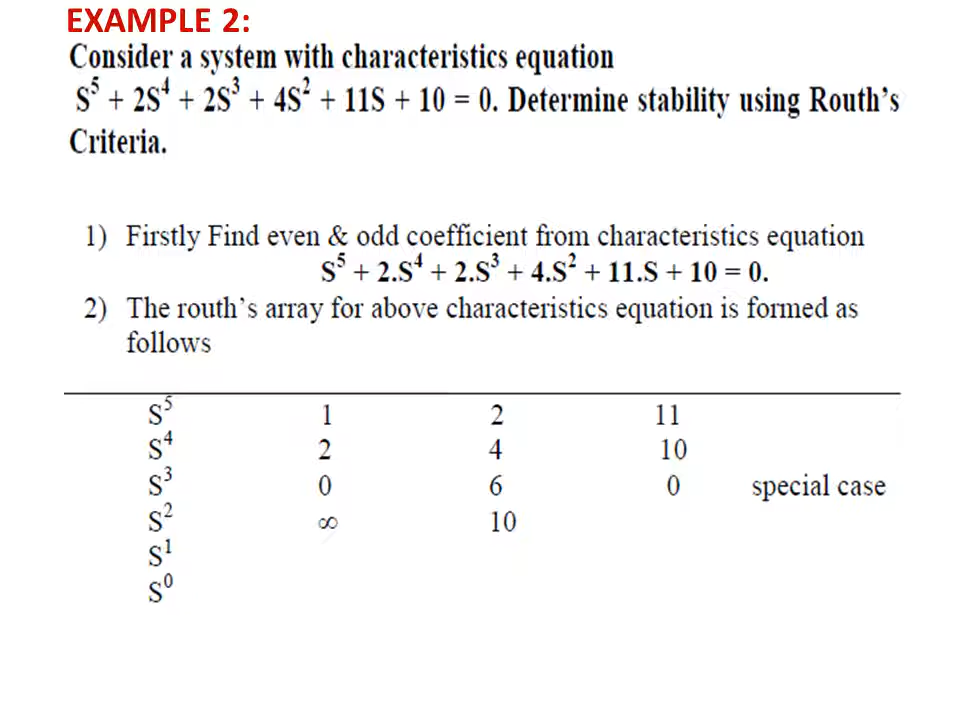 EXAMPLE 2:
Consider a system with characteristics equation
S⁵ + 2S⁴ + 2S³ + 4S² + 11S + 10 = 0. Determine stability using Routh's
Criteria.
1) Firstly Find even & odd coefficient from characteristics equation
S⁵ + 2.S⁴ + 2.S³ + 4.S² + 11.S + 10 = 0.
2) The routh's array for above characteristics equation is formed as
follows
S⁵ 1 2 11
S⁴ 2 4 10
S³ 0 6 0 special case
S² ∞ 10
S¹
S⁰